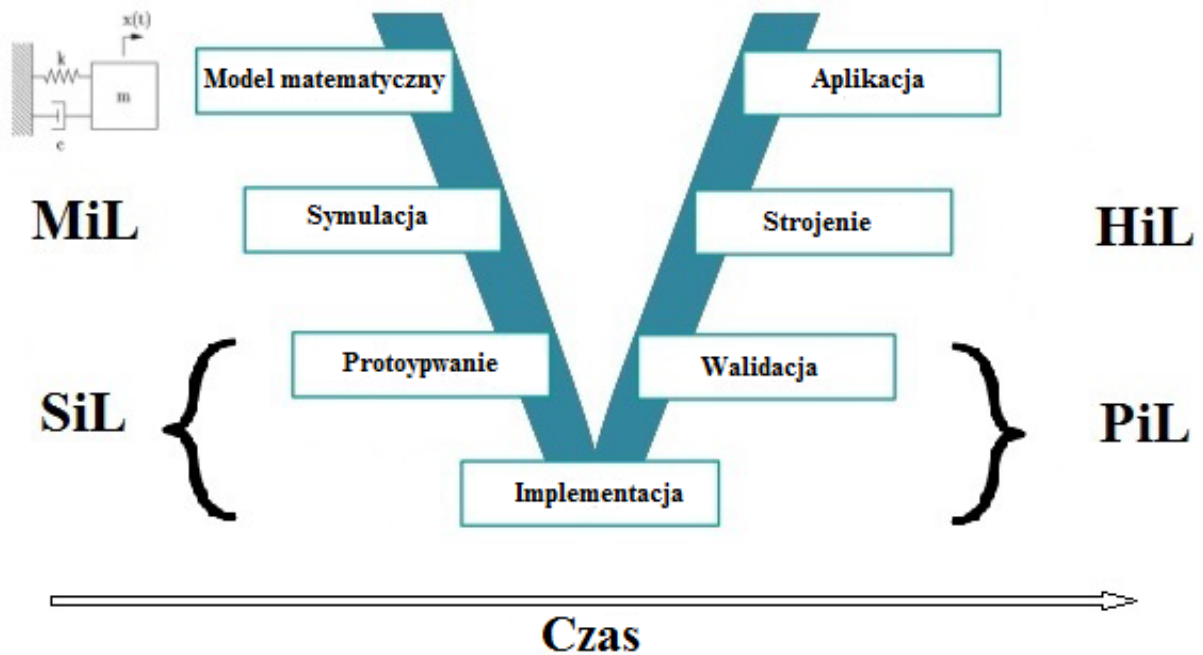 x(t)
k
m
c
Model matematyczny
Aplikacja
MiL
Symulacja
Strojenie
HiL
SiL
Protoypwanie
Walidacja
PiL
Implementacja
Czas